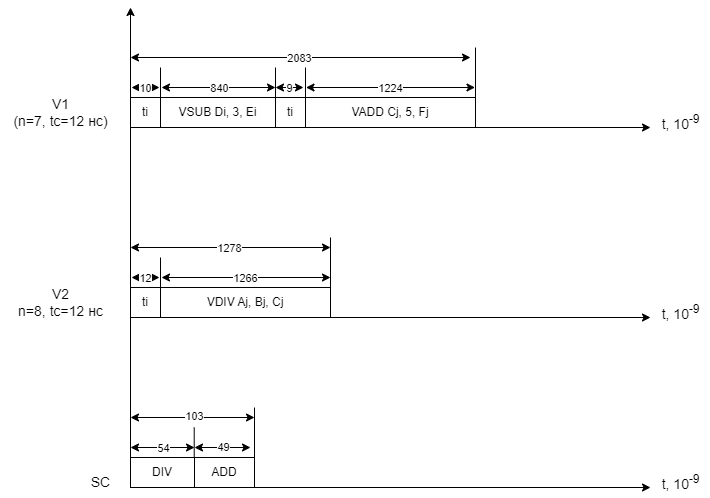 2083
10
840
9
1224
V1
(n=7, tc=12 нс)
ti
VSUB Di, 3, Ei
ti
VADD Cj, 5, Fj
t, 10-9
1278
12
1266
V2
n=8, tc=12 нс
ti
VDIV Aj, Bj, Cj
t, 10-9
103
54
49
SC
DIV
ADD
t, 10-9